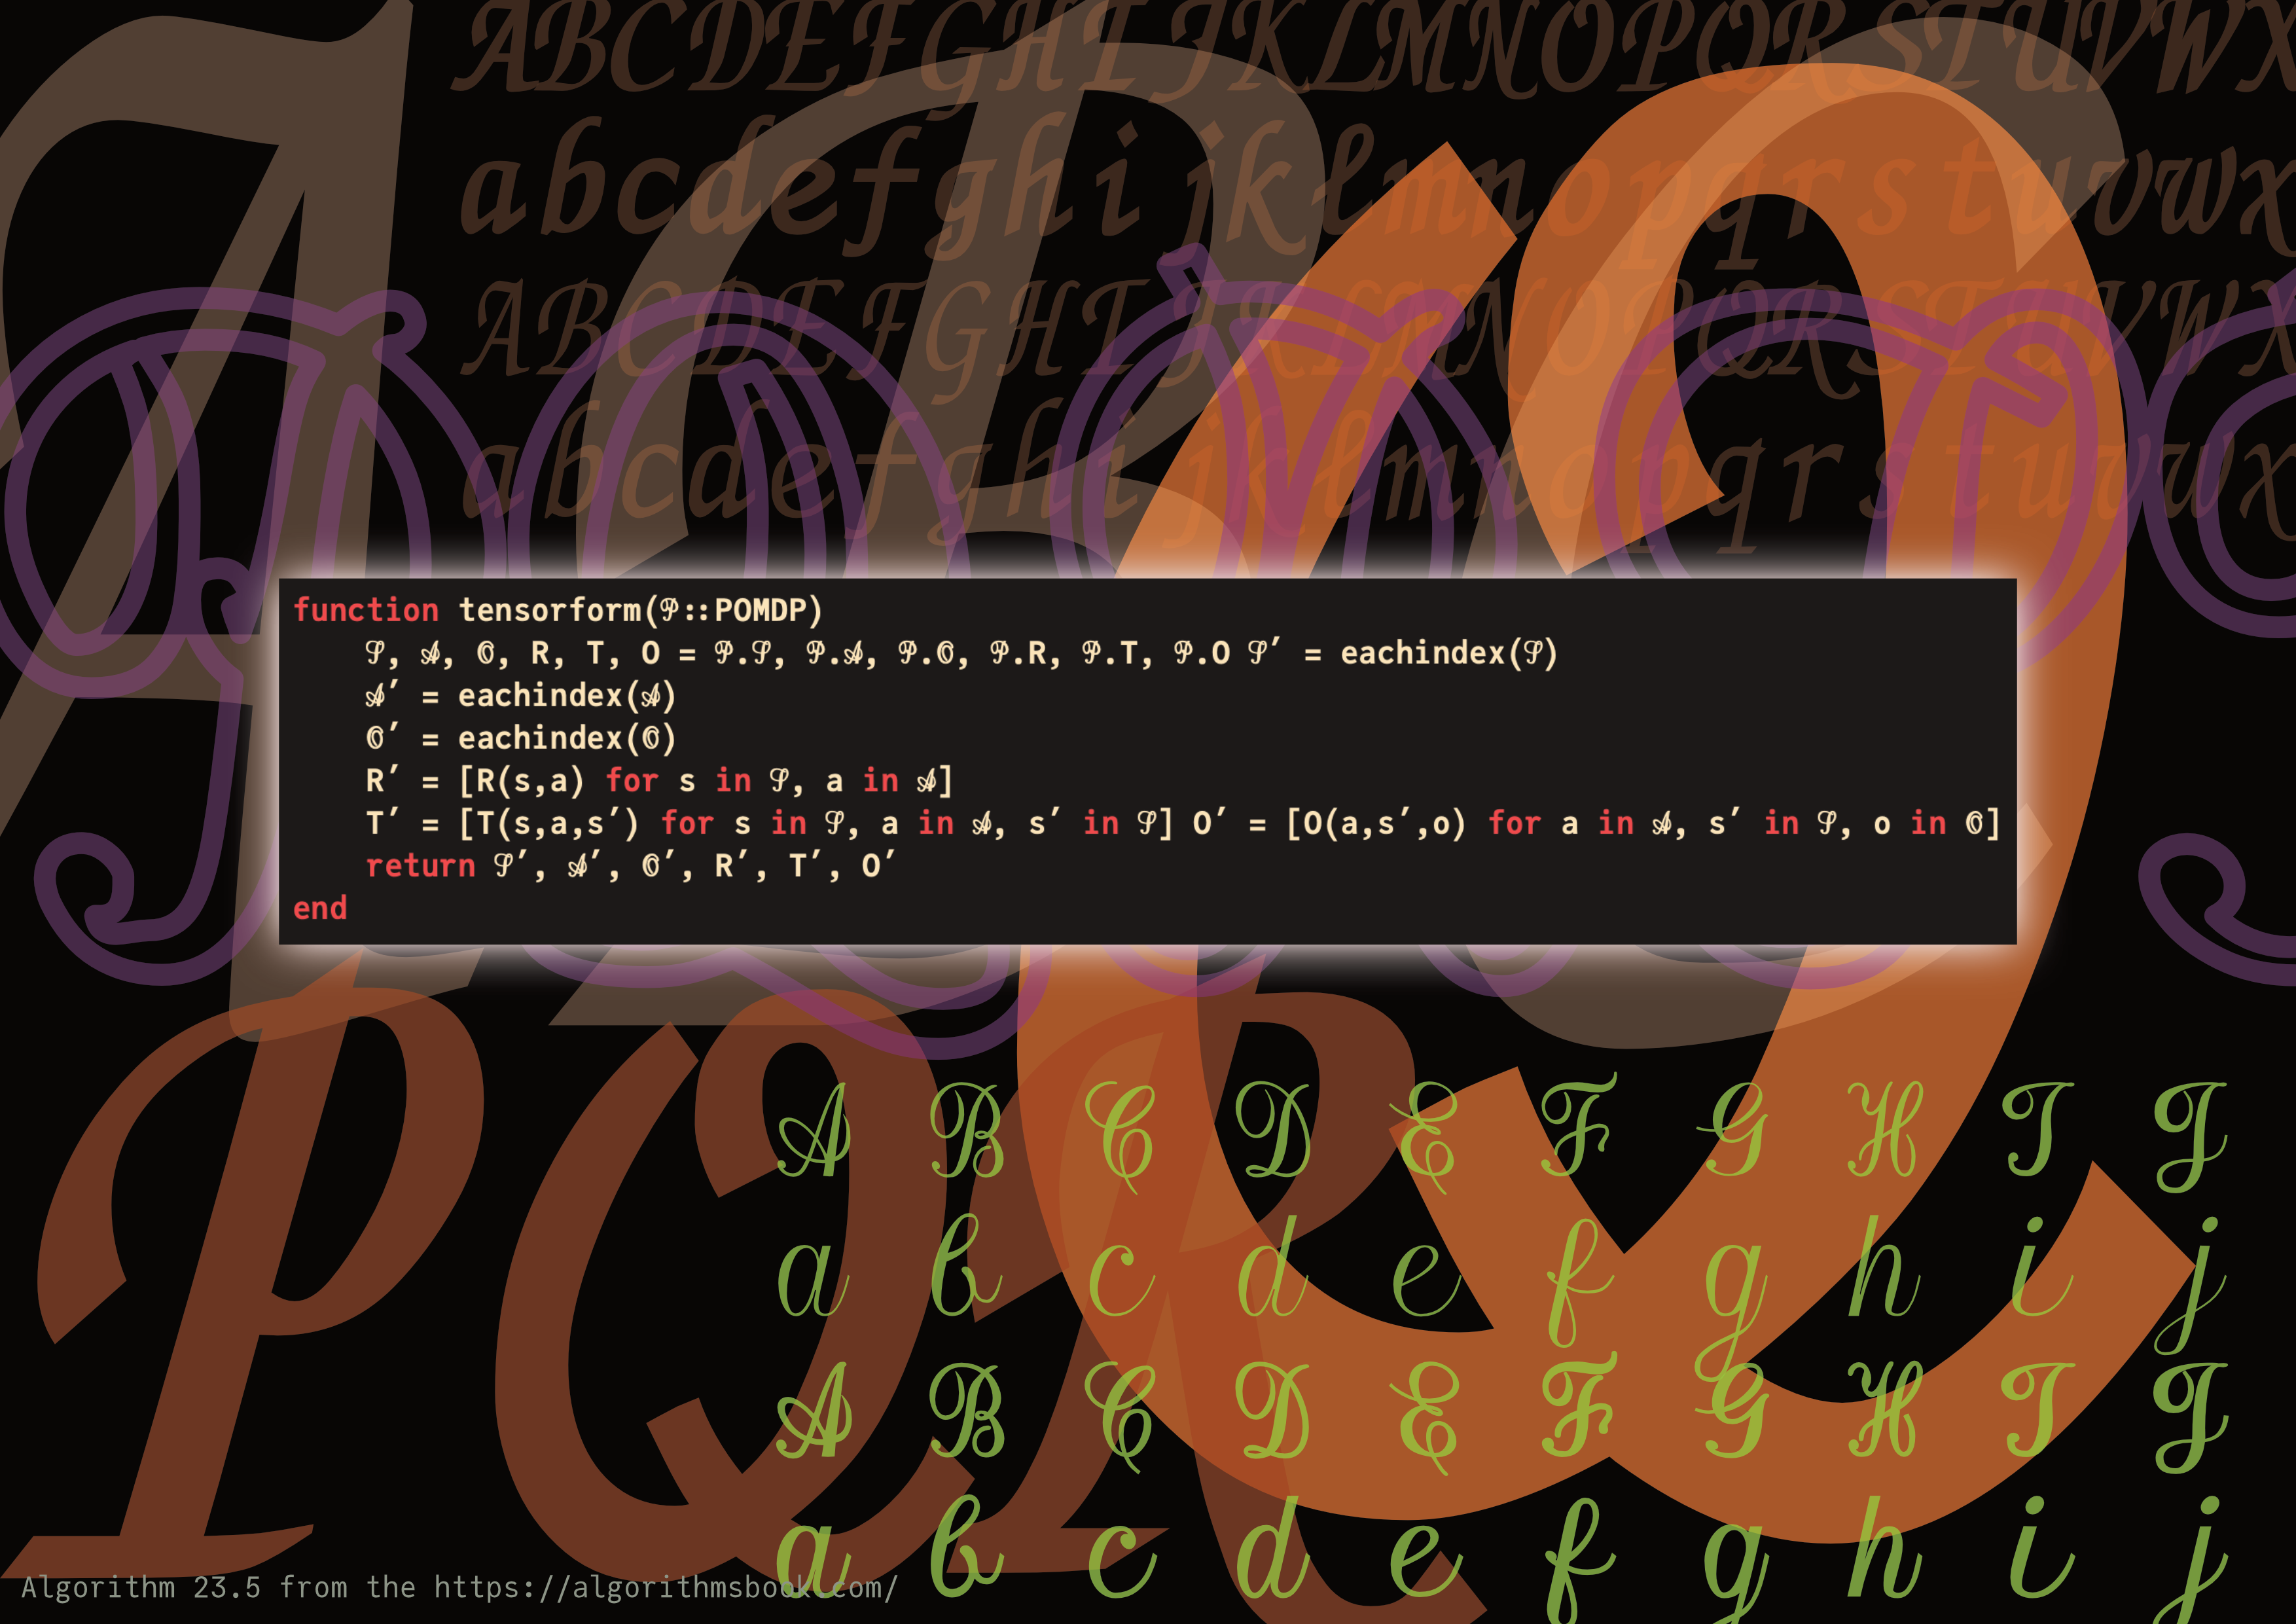 ABCDEFGHIJKLMNOPQRSTUVWX
abcdefghijklmnopqrstuvwx
ABCDEFGHIJKLMNOPQRSTUVWX
abcdefghijklmnopqrstuvwx
function tensorform(𝒫::POMDP)
𝒮, 𝒜, 𝒪, R, T, O = 𝒫.𝒮, 𝒫.𝒜, 𝒫.𝒪, 𝒫.R, 𝒫.T, 𝒫.O 𝒮′ = eachindex(𝒮)
𝒜′ = eachindex(𝒜)
𝒪′ = eachindex(𝒪)
R′ = [R(s,a) for s in 𝒮, a in 𝒜]
T′ = [T(s,a,s′) for s in 𝒮, a in 𝒜, s′ in 𝒮] O′ = [O(a,s′,o) for a in 𝒜, s′ in 𝒮, o in 𝒪]
return 𝒮′, 𝒜′, 𝒪′, R′, T′, O′
end
PQR
𝒜 ℬ 𝒞 𝒟 ℰ ℱ 𝒢 ℋ ℐ 𝒥
𝒶 𝒷 𝒸 𝒹 ℯ 𝒻 ℊ 𝒽 𝒾 𝒿
𝓐 𝓑 𝓒 𝓓 𝓔 𝓕 𝓖 𝓗 𝓘 𝓙
𝓪 𝓫 𝓬 𝓭 𝓮 𝓯 𝓰 𝓱 𝓲 𝓳
Algorithm 23.5 from the https://algorithmsbook.com/